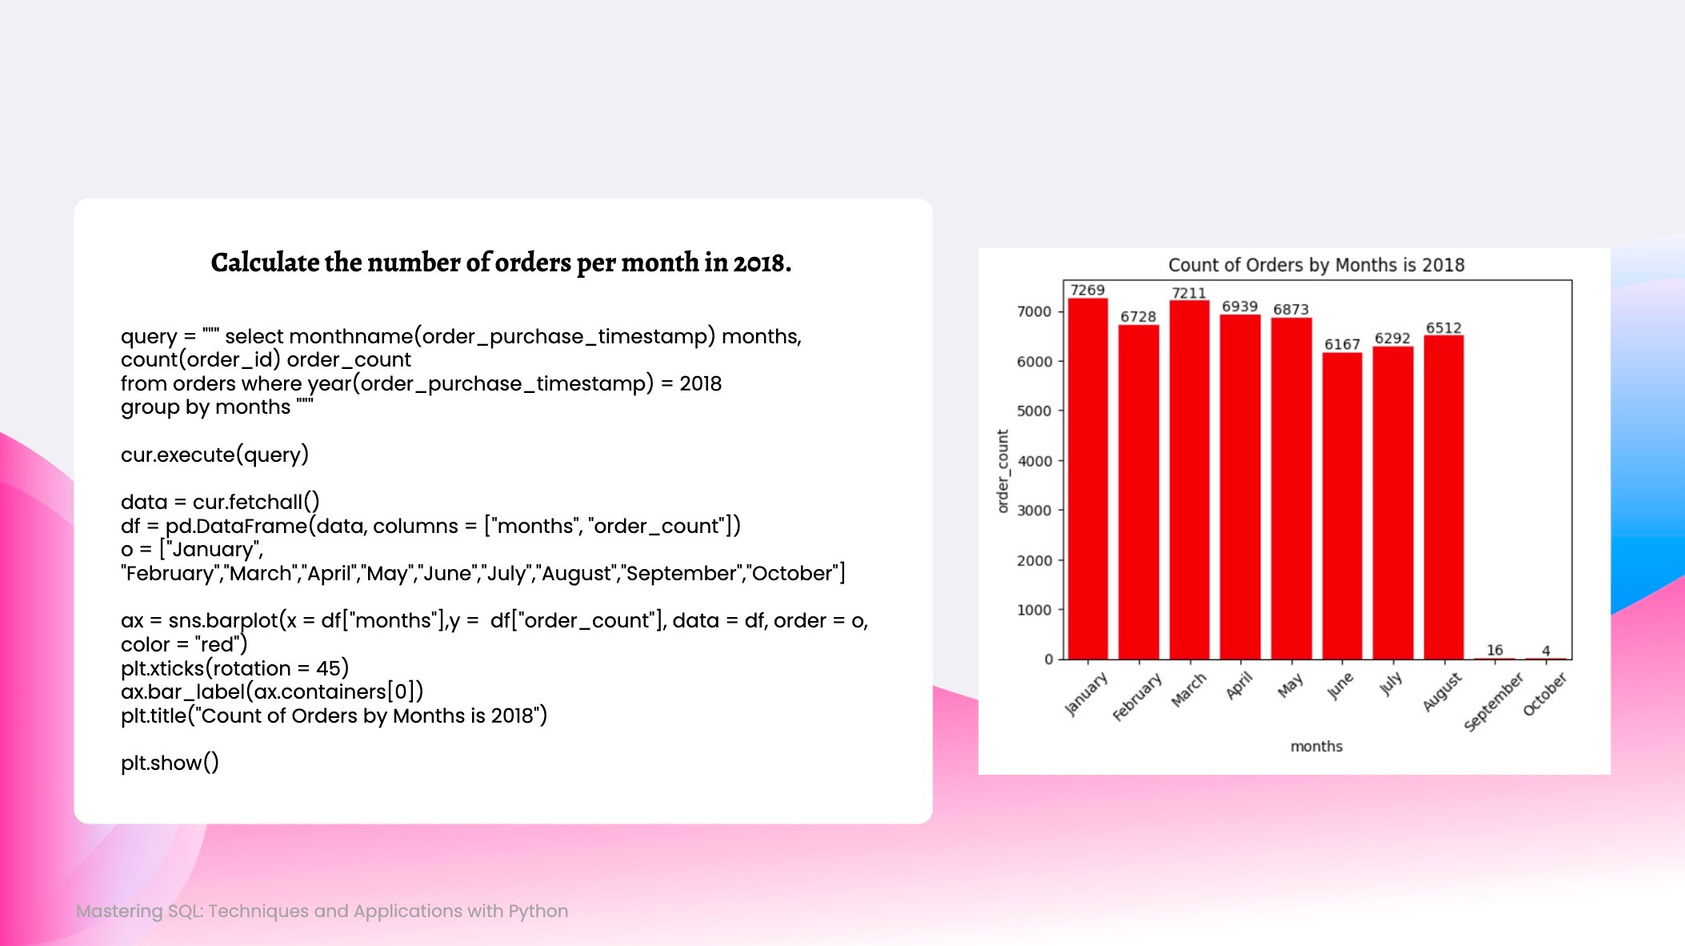 Calculate the number of orders per month in 2018.
query = """ select monthname(order_purchase_timestamp) months,
count(order_id) order_count
from orders where year(order_purchase_timestamp) = 2018
group by months """
cur.execute(query)
data = cur.fetchall()
df = pd.DataFrame(data, columns = ["months", "order_count"])
o = ["January",
"February","March","April","May","June","July","August","September","October"]
ax = sns.barplot(x = df["months"],y =  df["order_count"], data = df, order = o,
color = "red")
plt.xticks(rotation = 45)
ax.bar_label(ax.containers[0])
plt.title("Count of Orders by Months is 2018")
plt.show()
Count of Orders by Months is 2018
7269
6728
7211
6939
6873
6167
6292
6512
16
4
7000
6000
5000
4000
3000
2000
1000
0
order_count
January
February
March
April
May
June
July
August
September
October
months
Mastering SQL: Techniques and Applications with Python